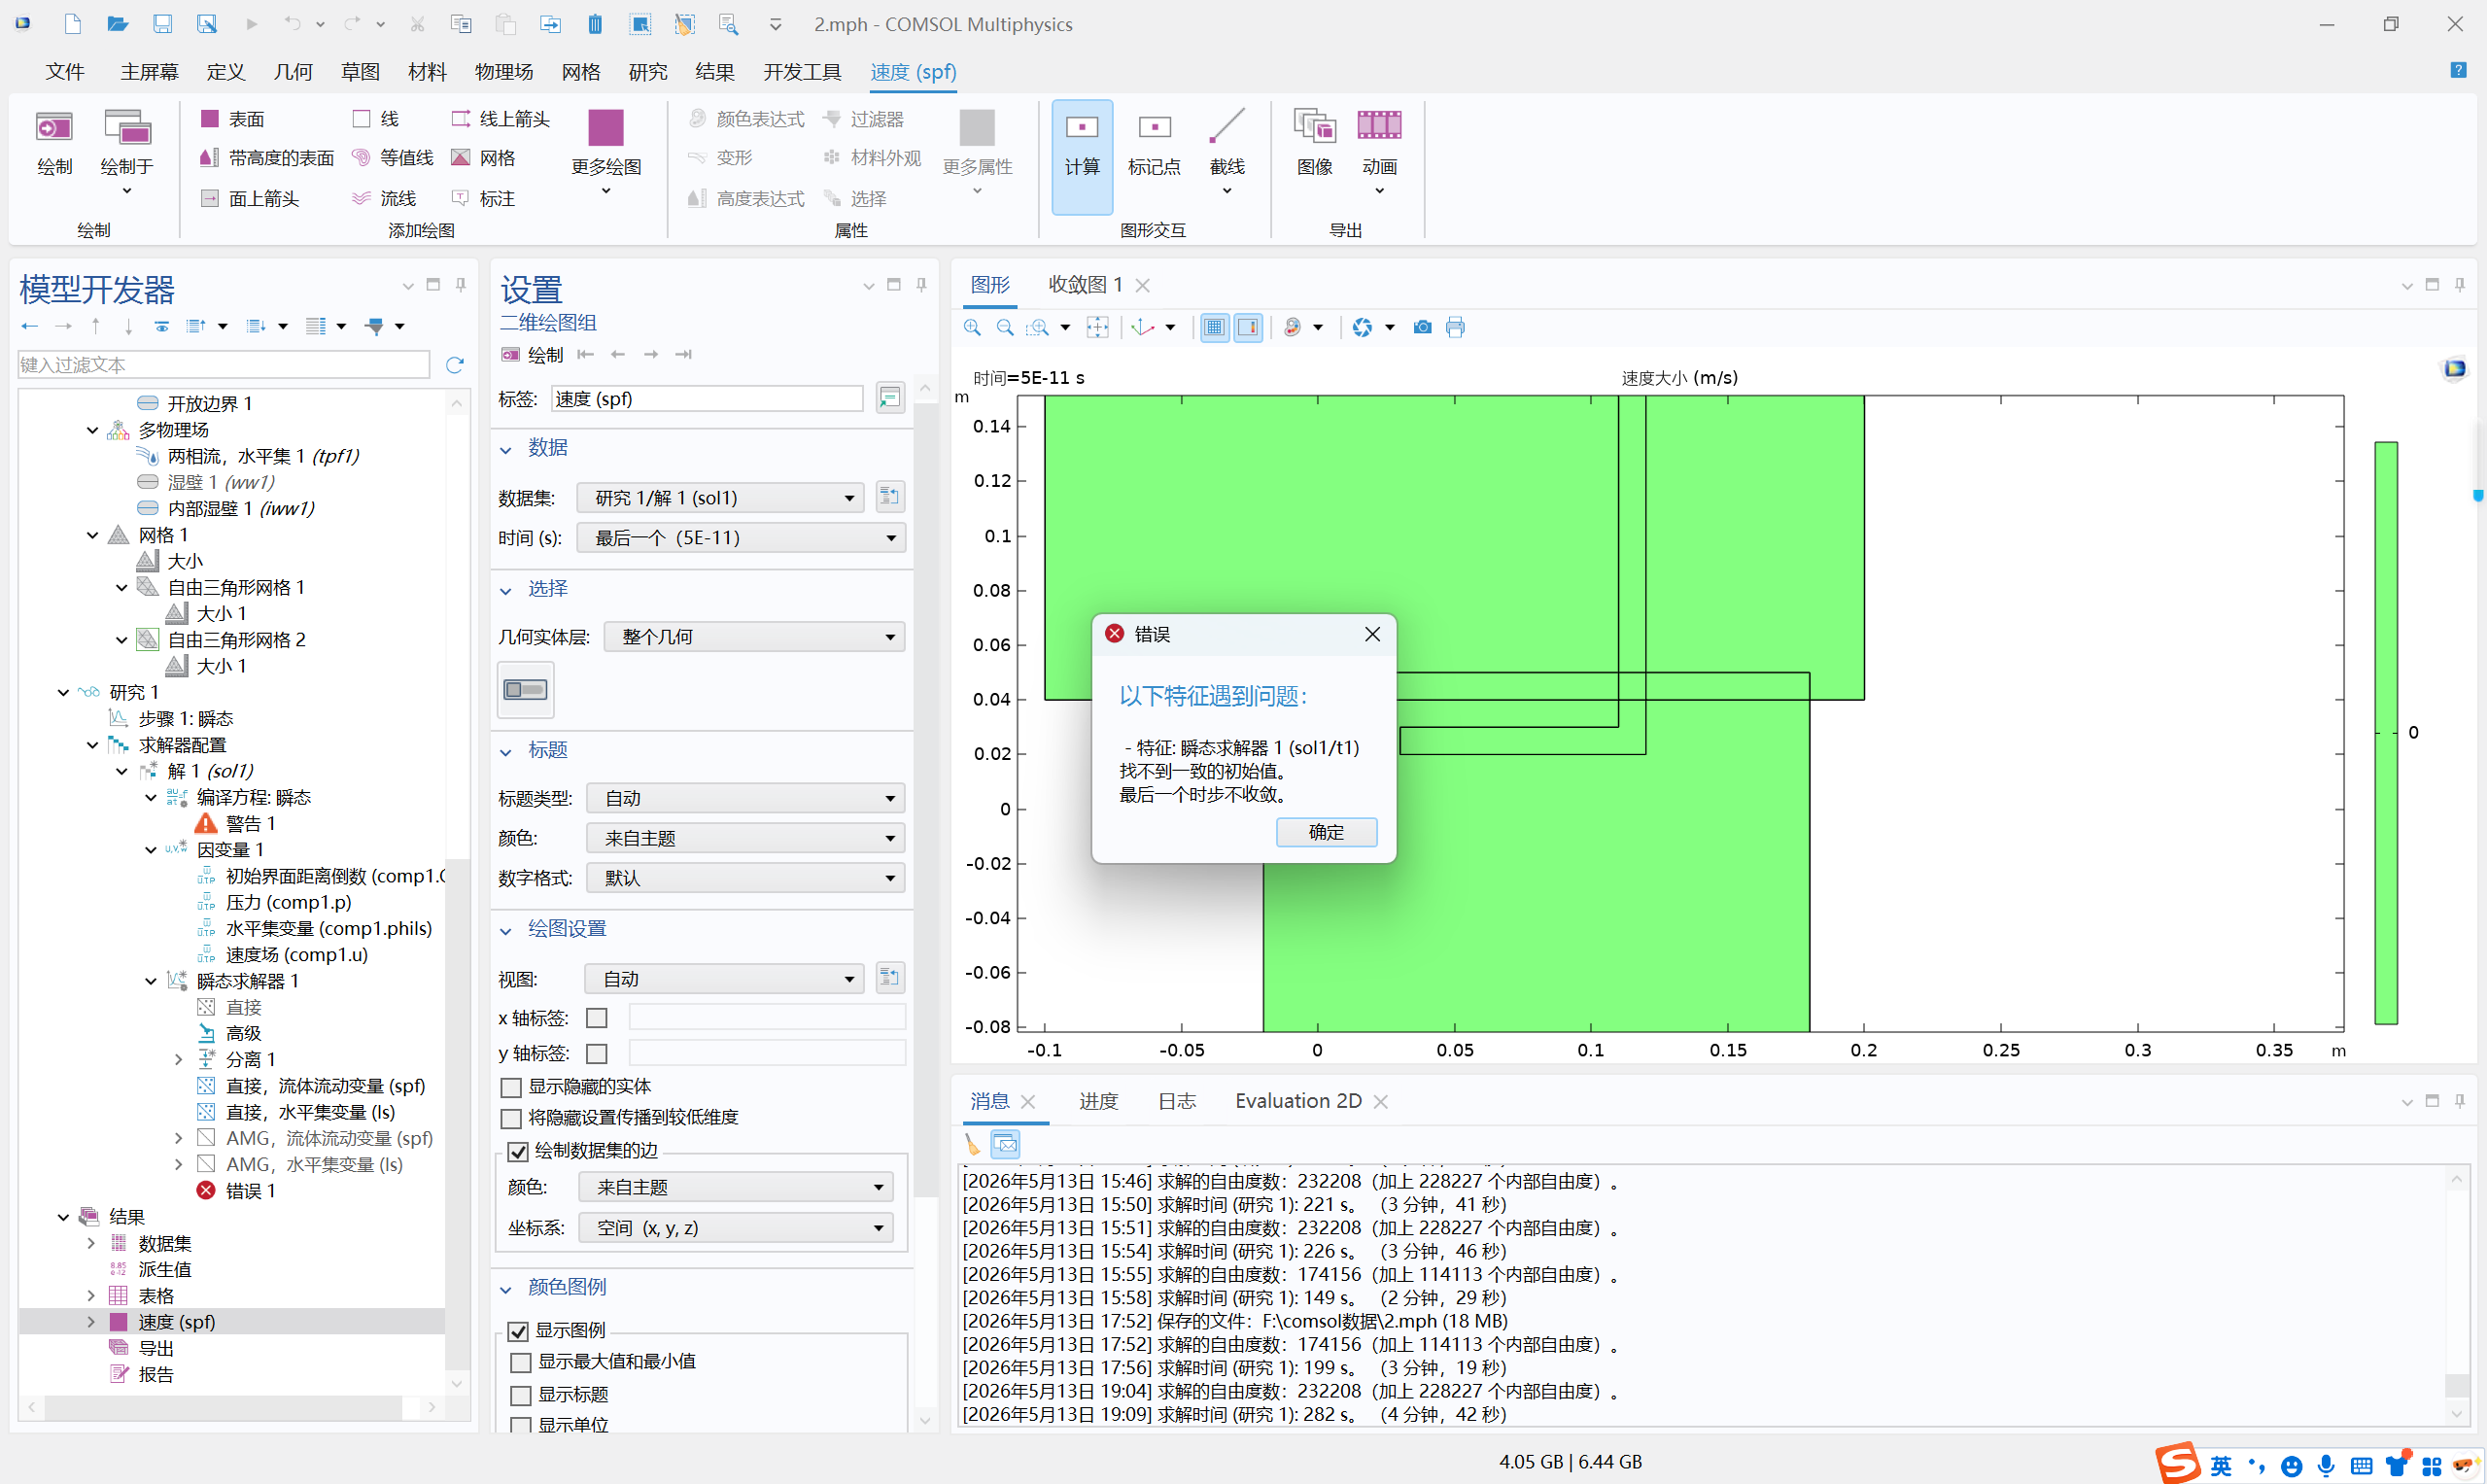 2.mph - COMSOL Multiphysics
文件 主屏幕 定义 几何 草图 材料 物理场 网格 研究 结果 开发工具 速度 (spf)
绘制
绘制于
绘制
表面
带高度的表面
面上箭头
线
等值线
流线
线上箭头
网格
标注
更多绘图
添加绘图
颜色表达式
变形
高度表达式
过滤器
材料外观
选择
更多属性
属性
计算
标记点
截线
图形交互
图像
动画
导出
模型开发器
键入过滤文本
开放边界 1
多物理场
两相流，水平集 1 (tpf1)
湿壁 1 (ww1)
内部湿壁 1 (iww1)
网格 1
大小
自由三角形网格 1
大小 1
自由三角形网格 2
大小 1
研究 1
步骤 1: 瞬态
求解器配置
解 1 (sol1)
编译方程: 瞬态
警告 1
因变量 1
初始界面距离倒数 (comp1.
压力 (comp1.p)
水平集变量 (comp1.phils)
速度场 (comp1.u)
瞬态求解器 1
直接
高级
分离 1
直接，流体流动变量 (spf)
直接，水平集变量 (ls)
AMG，流体流动变量 (spf)
AMG，水平集变量 (ls)
错误 1
结果
数据集
派生值
表格
速度 (spf)
导出
报告
设置
二维绘图组
绘制
标签: 速度 (spf)
数据
数据集: 研究 1/解 1 (sol1)
时间 (s): 最后一个（5E-11）
选择
几何实体层: 整个几何
标题
标题类型: 自动
颜色: 来自主题
数字格式: 默认
绘图设置
视图: 自动
x 轴标签:
y 轴标签:
显示隐藏的实体
将隐藏设置传播到较低维度
绘制数据集的边
颜色: 来自主题
坐标系: 空间 (x, y, z)
颜色图例
显示图例
显示最大值和最小值
显示标题
显示单位
图形 收敛图 1
时间=5E-11 s 速度大小 (m/s)
m
0.14
0.12
0.1
0.08
0.06
0.04
0.02
0
-0.02
-0.04
-0.06
-0.08
-0.1 -0.05 0 0.05 0.1 0.15 0.2 0.25 0.3 0.35 m
0
错误
以下特征遇到问题:
- 特征: 瞬态求解器 1 (sol1/t1)
找不到一致的初始值。
最后一个时步不收敛。
确定
消息 进度 日志 Evaluation 2D
[2026年5月13日 15:46] 求解的自由度数：232208（加上 228227 个内部自由度）。
[2026年5月13日 15:50] 求解时间 (研究 1): 221 s。 （3 分钟，41 秒）
[2026年5月13日 15:51] 求解的自由度数：232208（加上 228227 个内部自由度）。
[2026年5月13日 15:54] 求解时间 (研究 1): 226 s。 （3 分钟，46 秒）
[2026年5月13日 15:55] 求解的自由度数：174156（加上 114113 个内部自由度）。
[2026年5月13日 15:58] 求解时间 (研究 1): 149 s。 （2 分钟，29 秒）
[2026年5月13日 17:52] 保存的文件：F:\comsol数据\2.mph (18 MB)
[2026年5月13日 17:52] 求解的自由度数：174156（加上 114113 个内部自由度）。
[2026年5月13日 17:56] 求解时间 (研究 1): 199 s。 （3 分钟，19 秒）
[2026年5月13日 19:04] 求解的自由度数：232208（加上 228227 个内部自由度）。
[2026年5月13日 19:09] 求解时间 (研究 1): 282 s。 （4 分钟，42 秒）
4.05 GB | 6.44 GB
英